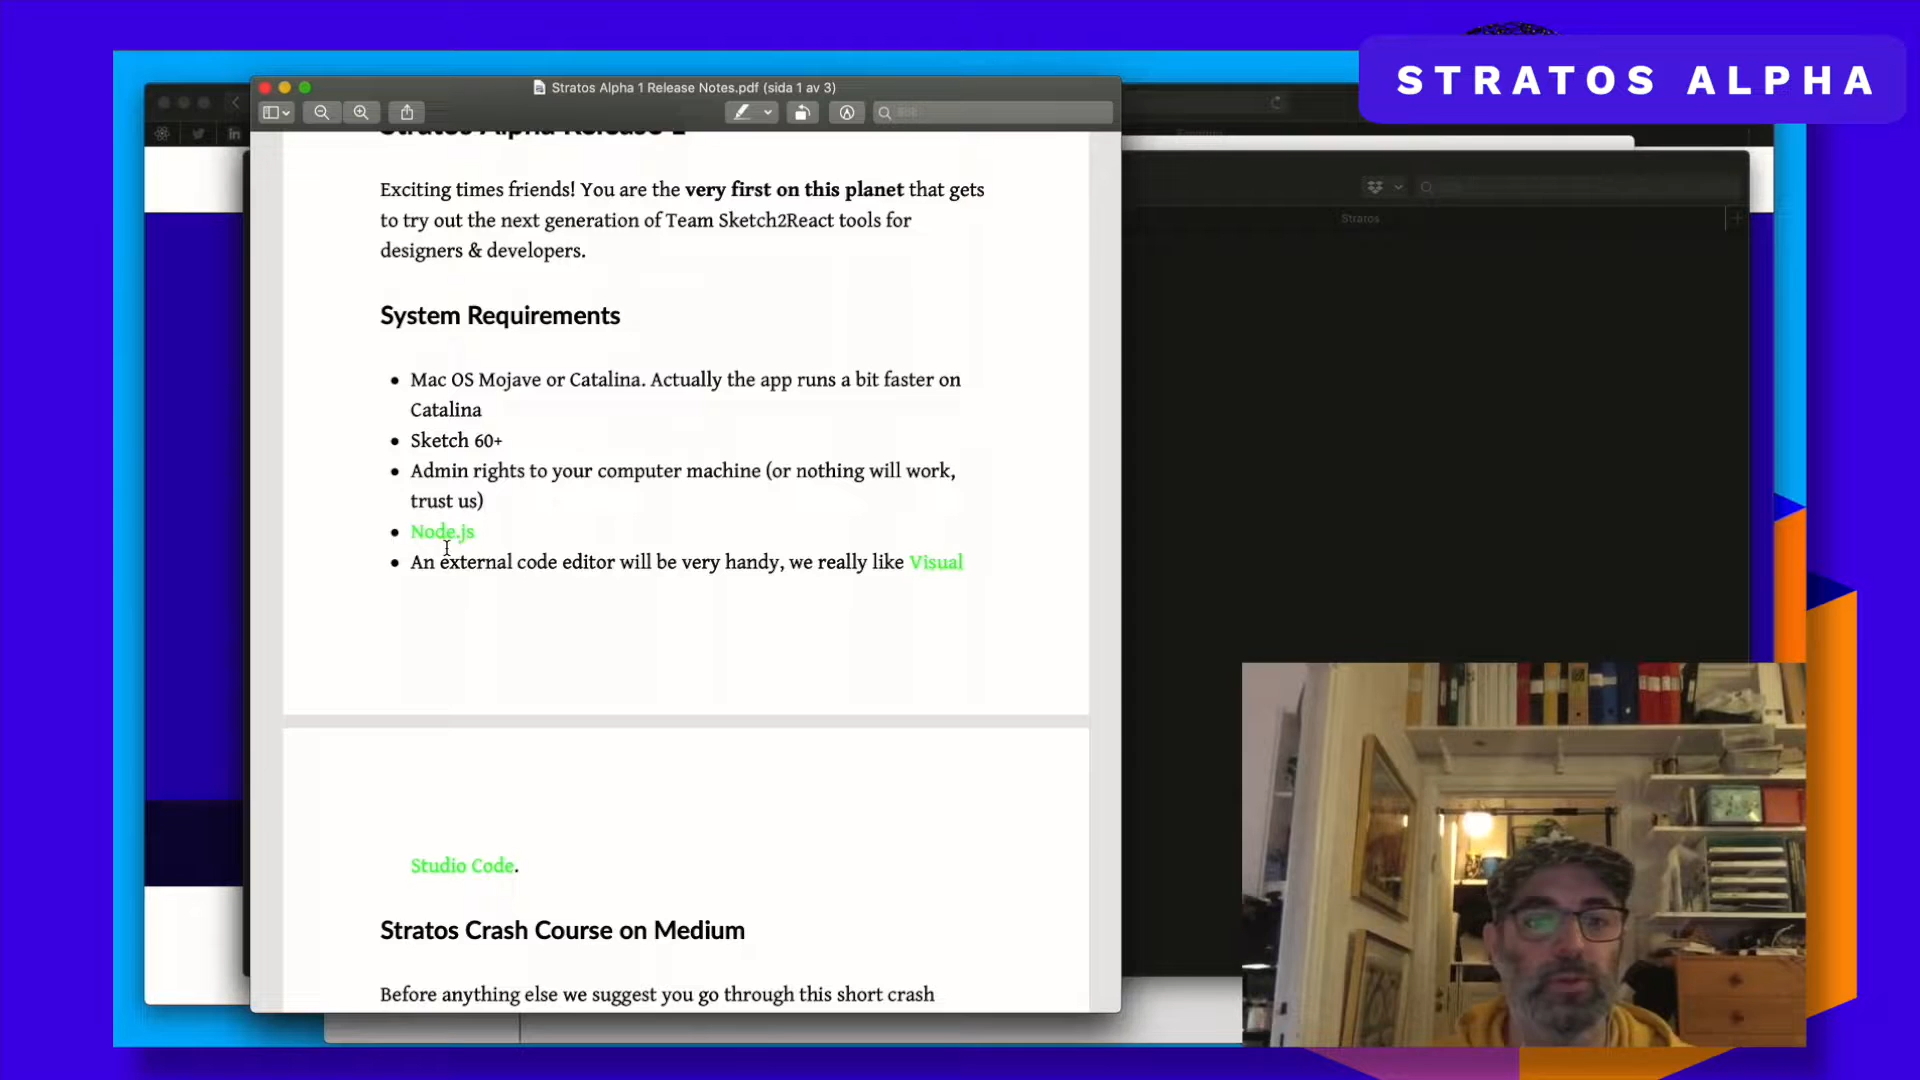 STRATOS ALPHA
Stratos Alpha 1 Release Notes.pdf (sida 1 av 3)
Stratos Alpha Release 1
Exciting times friends! You are the very first on this planet that gets
to try out the next generation of Team Sketch2React tools for
designers & developers.
System Requirements
Mac OS Mojave or Catalina. Actually the app runs a bit faster on
Catalina
Sketch 60+
Admin rights to your computer machine (or nothing will work,
trust us)
Node.js
An external code editor will be very handy, we really like Visual
Studio Code.
Stratos Crash Course on Medium
Before anything else we suggest you go through this short crash
Stratos